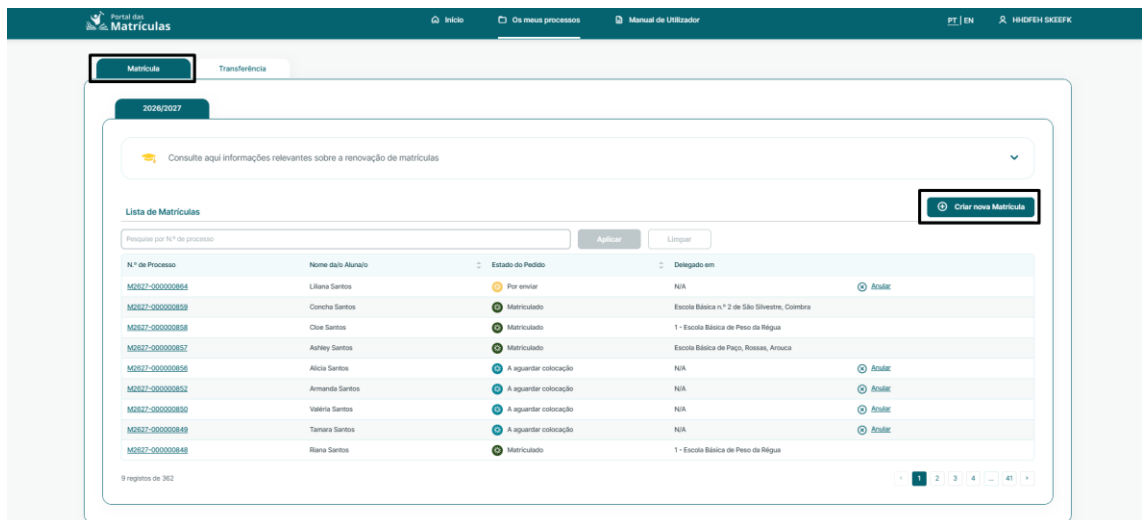 Portal das
Matrículas
Início
Os meus processos
Manual de Utilizador
PT | EN
HHDFEH SKEEFK
Matrícula
Transferência
2026/2027
Consulte aqui informações relevantes sobre a renovação de matrículas
Criar nova Matrícula
Lista de Matrículas
Pesquise por N.º de processo
Aplicar
Limpar
N.º de Processo Nome da/o Aluna/o Estado do Pedido Delegado em
M2627-000000864 Liliana Santos Por enviar N/A Anular
M2627-000000859 Concha Santos Matriculado Escola Básica n.º 2 de São Silvestre, Coimbra
M2627-000000858 Cloe Santos Matriculado 1 - Escola Básica de Peso da Régua
M2627-000000857 Ashley Santos Matriculado Escola Básica de Paço, Rossas, Arouca
M2627-000000856 Alicia Santos A aguardar colocação N/A Anular
M2627-000000852 Armanda Santos A aguardar colocação N/A Anular
M2627-000000850 Valéria Santos A aguardar colocação N/A Anular
M2627-000000849 Tamara Santos A aguardar colocação N/A Anular
M2627-000000848 Riana Santos Matriculado 1 - Escola Básica de Peso da Régua
9 registos de 362
1 2 3 4 ... 41